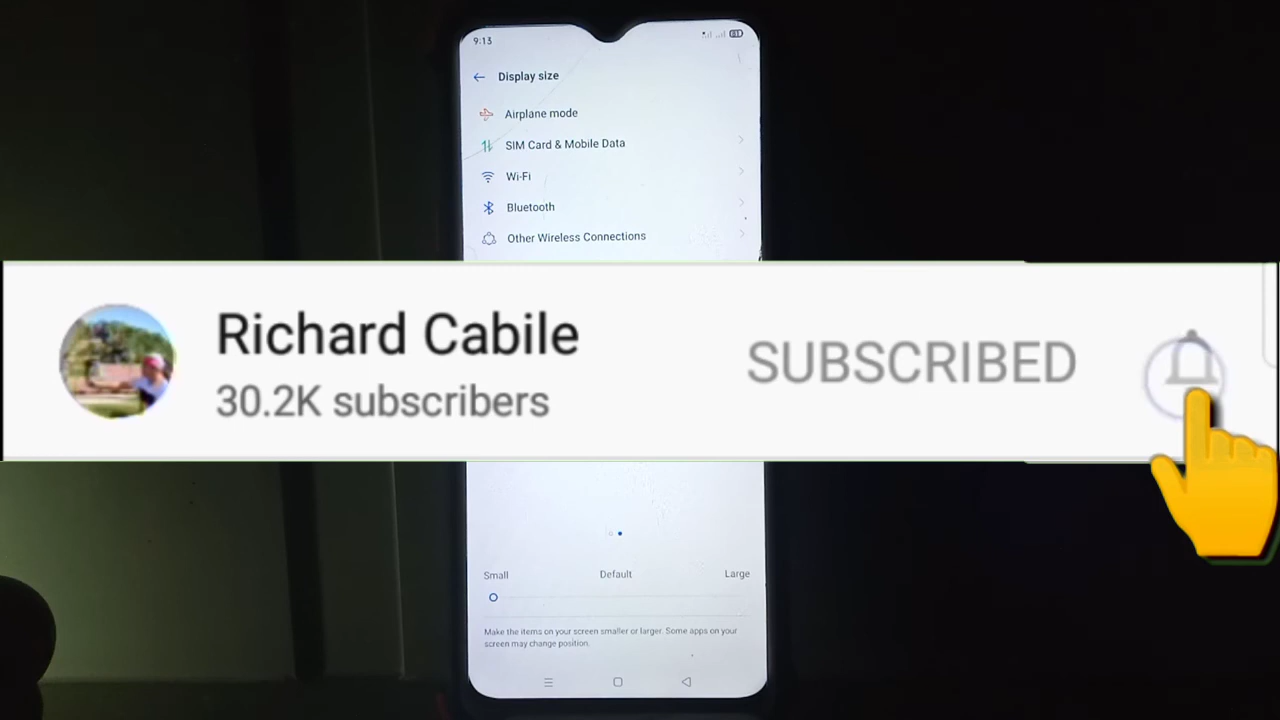 9:13
Display size
Airplane mode
SIM Card & Mobile Data
Wi-Fi
Bluetooth
Other Wireless Connections
Richard Cabile
30.2K subscribers
SUBSCRIBED
Small Default Large
Make the items on your screen smaller or larger. Some apps on your
screen may change position.